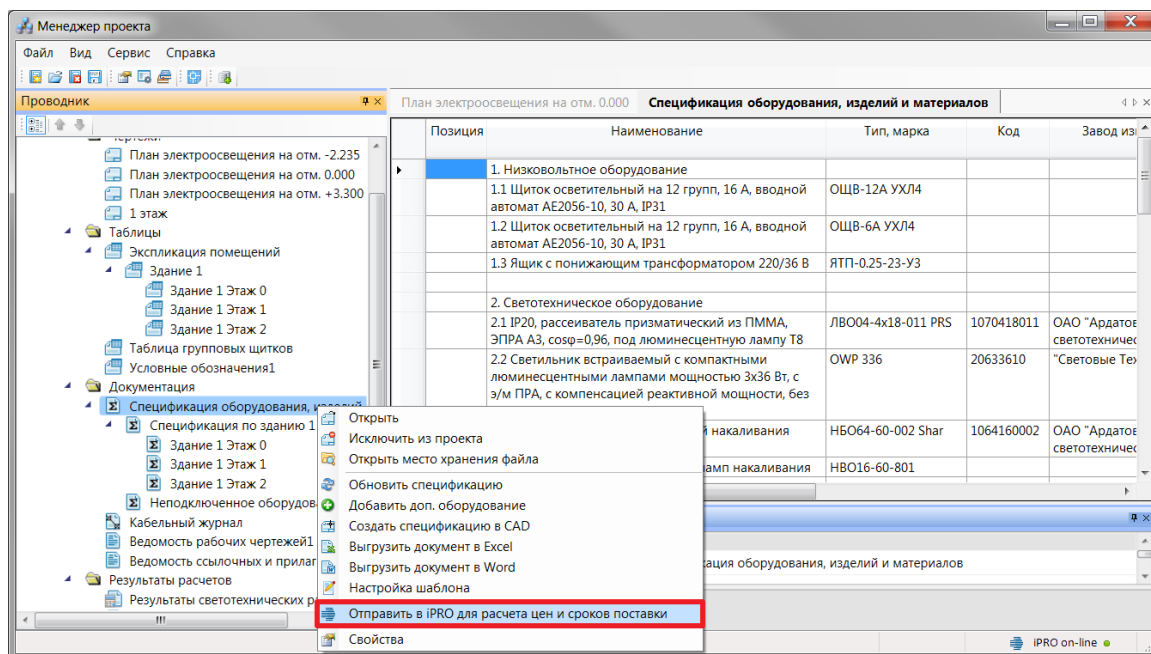 Менеджер проекта
Файл Вид Сервис Справка
Проводник
План электроосвещения на отм. -2.235
План электроосвещения на отм. 0.000
План электроосвещения на отм. +3.300
1 этаж
Таблицы
Экспликация помещений
Здание 1
Здание 1 Этаж 0
Здание 1 Этаж 1
Здание 1 Этаж 2
Таблица групповых щитков
Условные обозначения1
Документация
Спецификация оборудования,
Спецификация по зданию 1
Здание 1 Этаж 0
Здание 1 Этаж 1
Здание 1 Этаж 2
Неподключенное оборудов
Кабельный журнал
Ведомость рабочих чертежей1
Ведомость ссылочных и прилаг
Результаты расчетов
Результаты светотехнических р
План электроосвещения на отм. 0.000 Спецификация оборудования, изделий и материалов
Позиция Наименование Тип, марка Код Завод из
1. Низковольтное оборудование
1.1 Щиток осветительный на 12 групп, 16 А, вводной ОЩВ-12А УХЛ4
автомат АЕ2056-10, 30 А, IP31
1.2 Щиток осветительный на 12 групп, 16 А, вводной ОЩВ-6А УХЛ4
автомат АЕ2056-10, 30 А, IP31
1.3 Ящик с понижающим трансформатором 220/36 В ЯТП-0.25-23-У3
2. Светотехническое оборудование
2.1 IP20, рассеиватель призматический из ПММА, ЛВО04-4x18-011 PRS 1070418011 ОАО "Ардатов
ЭПРА А3, cosφ=0,96, под люминесцентную лампу Т8 светотехничес
2.2 Светильник встраиваемый с компактными OWP 336 20633610 "Световые Тех
люминесцентными лампами мощностью 3х36 Вт, с
э/м ПРА, с компенсацией реактивной мощности, без
накаливания НБО64-60-002 Shar 1064160002 ОАО "Ардатов
светотехничес
амп накаливания НВО16-60-801
Открыть
Исключить из проекта
Открыть место хранения файла
Обновить спецификацию
Добавить доп. оборудование
Создать спецификацию в CAD
Выгрузить документ в Excel
Выгрузить документ в Word
Настройка шаблона
Отправить в iPRO для расчета цен и сроков поставки
Свойства
ация оборудования, изделий и материалов
iPRO on-line